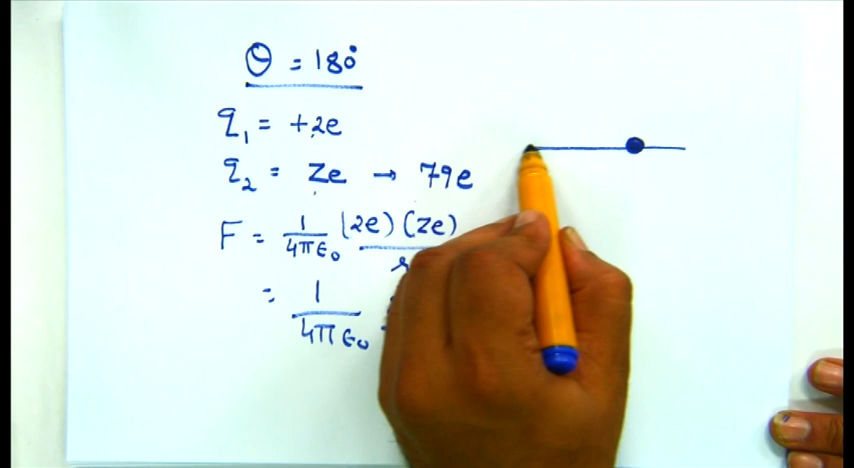 θ = 180°
q₁ = +2e
q₂ = Ze → 79e
F = 1/4πε₀ (2e)(Ze)
= 1/4πε₀